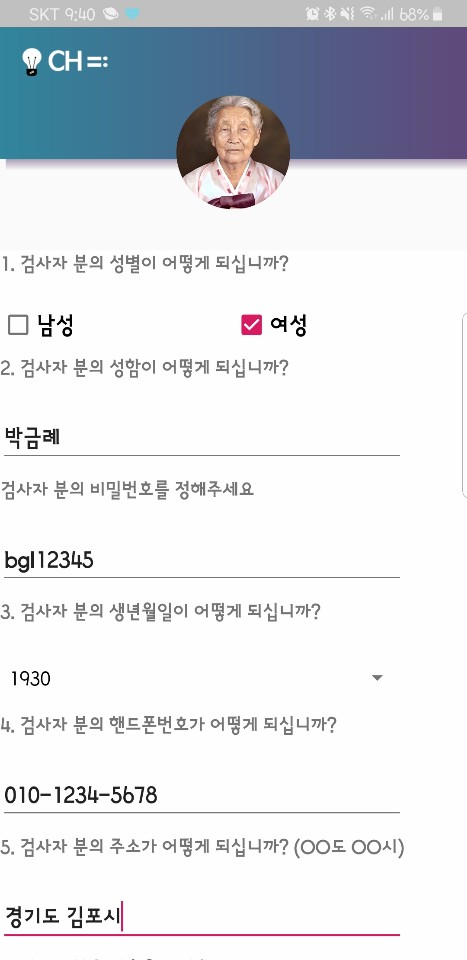 SKT 9:40 68%
CH =:
1. 검사자 분의 성별이 어떻게 되십니까?
남성 여성
2. 검사자 분의 성함이 어떻게 되십니까?
박금례
검사자 분의 비밀번호를 정해주세요
bgl12345
3. 검사자 분의 생년월일이 어떻게 되십니까?
1930
4. 검사자 분의 핸드폰번호가 어떻게 되십니까?
010-1234-5678
5. 검사자 분의 주소가 어떻게 되십니까? (OO도 OO시)
경기도 김포시